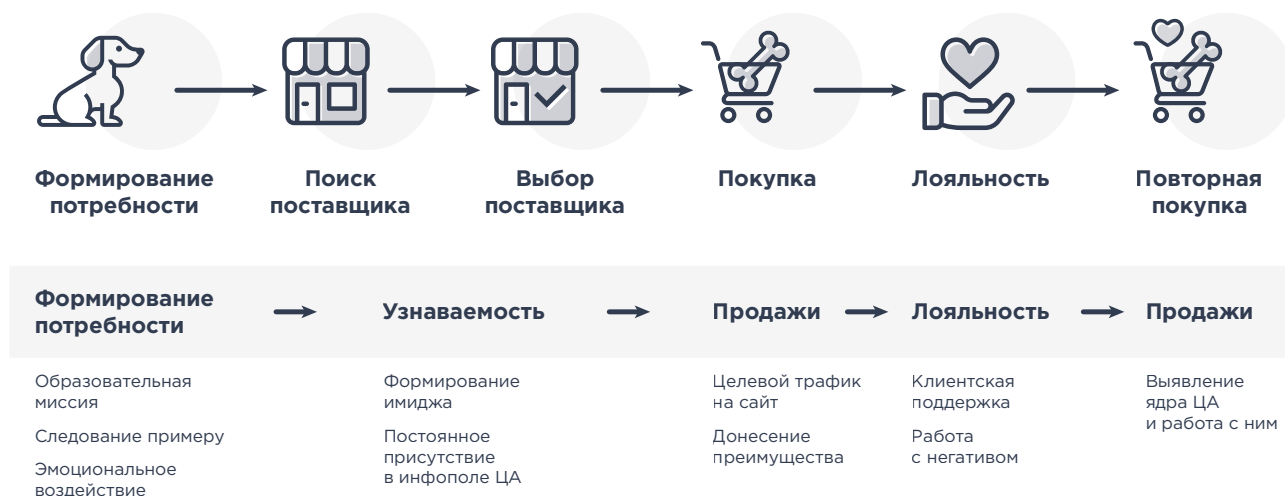 Формирование
потребности
Поиск
поставщика
Выбор
поставщика
Покупка
Лояльность
Повторная
покупка
Формирование
потребности
Узнаваемость
Продажи
Лояльность
Продажи
Образовательная
миссия
Следование примеру
Эмоциональное
воздействие
Формирование
имиджа
Постоянное
присутствие
в инфополе ЦА
Целевой трафик
на сайт
Донесение
преимущества
Клиентская
поддержка
Работа
с негативом
Выявление
ядра ЦА
и работа с ним